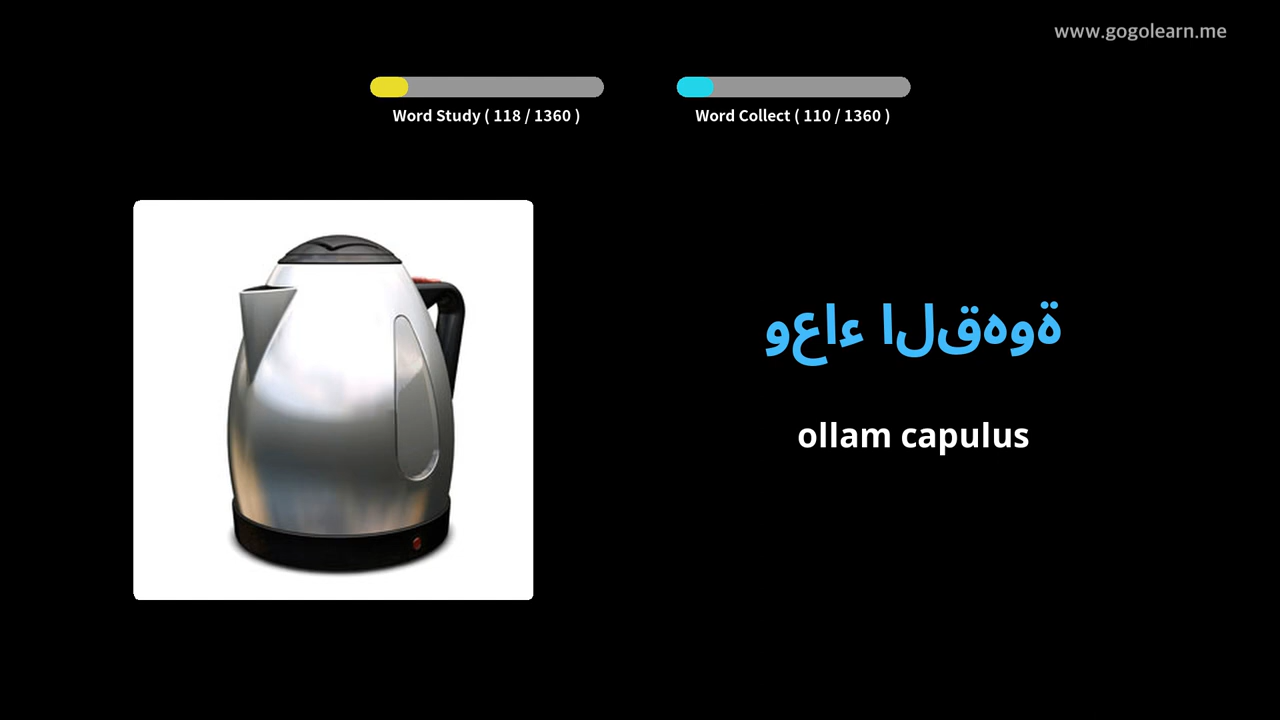 www.gogolearn.me
Word Study ( 118 / 1360 )
Word Collect ( 110 / 1360 )
وعاء القهوة
ollam capulus